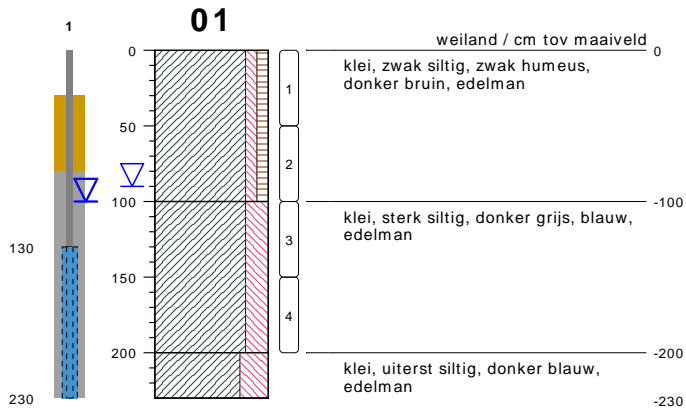 01
1
weiland / cm tov maaiveld
0
0
klei, zwak siltig, zwak humeus,
donker bruin, edelman
1
50
2
100
-100
klei, sterk siltig, donker grijs, blauw,
edelman
3
130
150
4
200
-200
klei, uiterst siltig, donker blauw,
edelman
230
-230